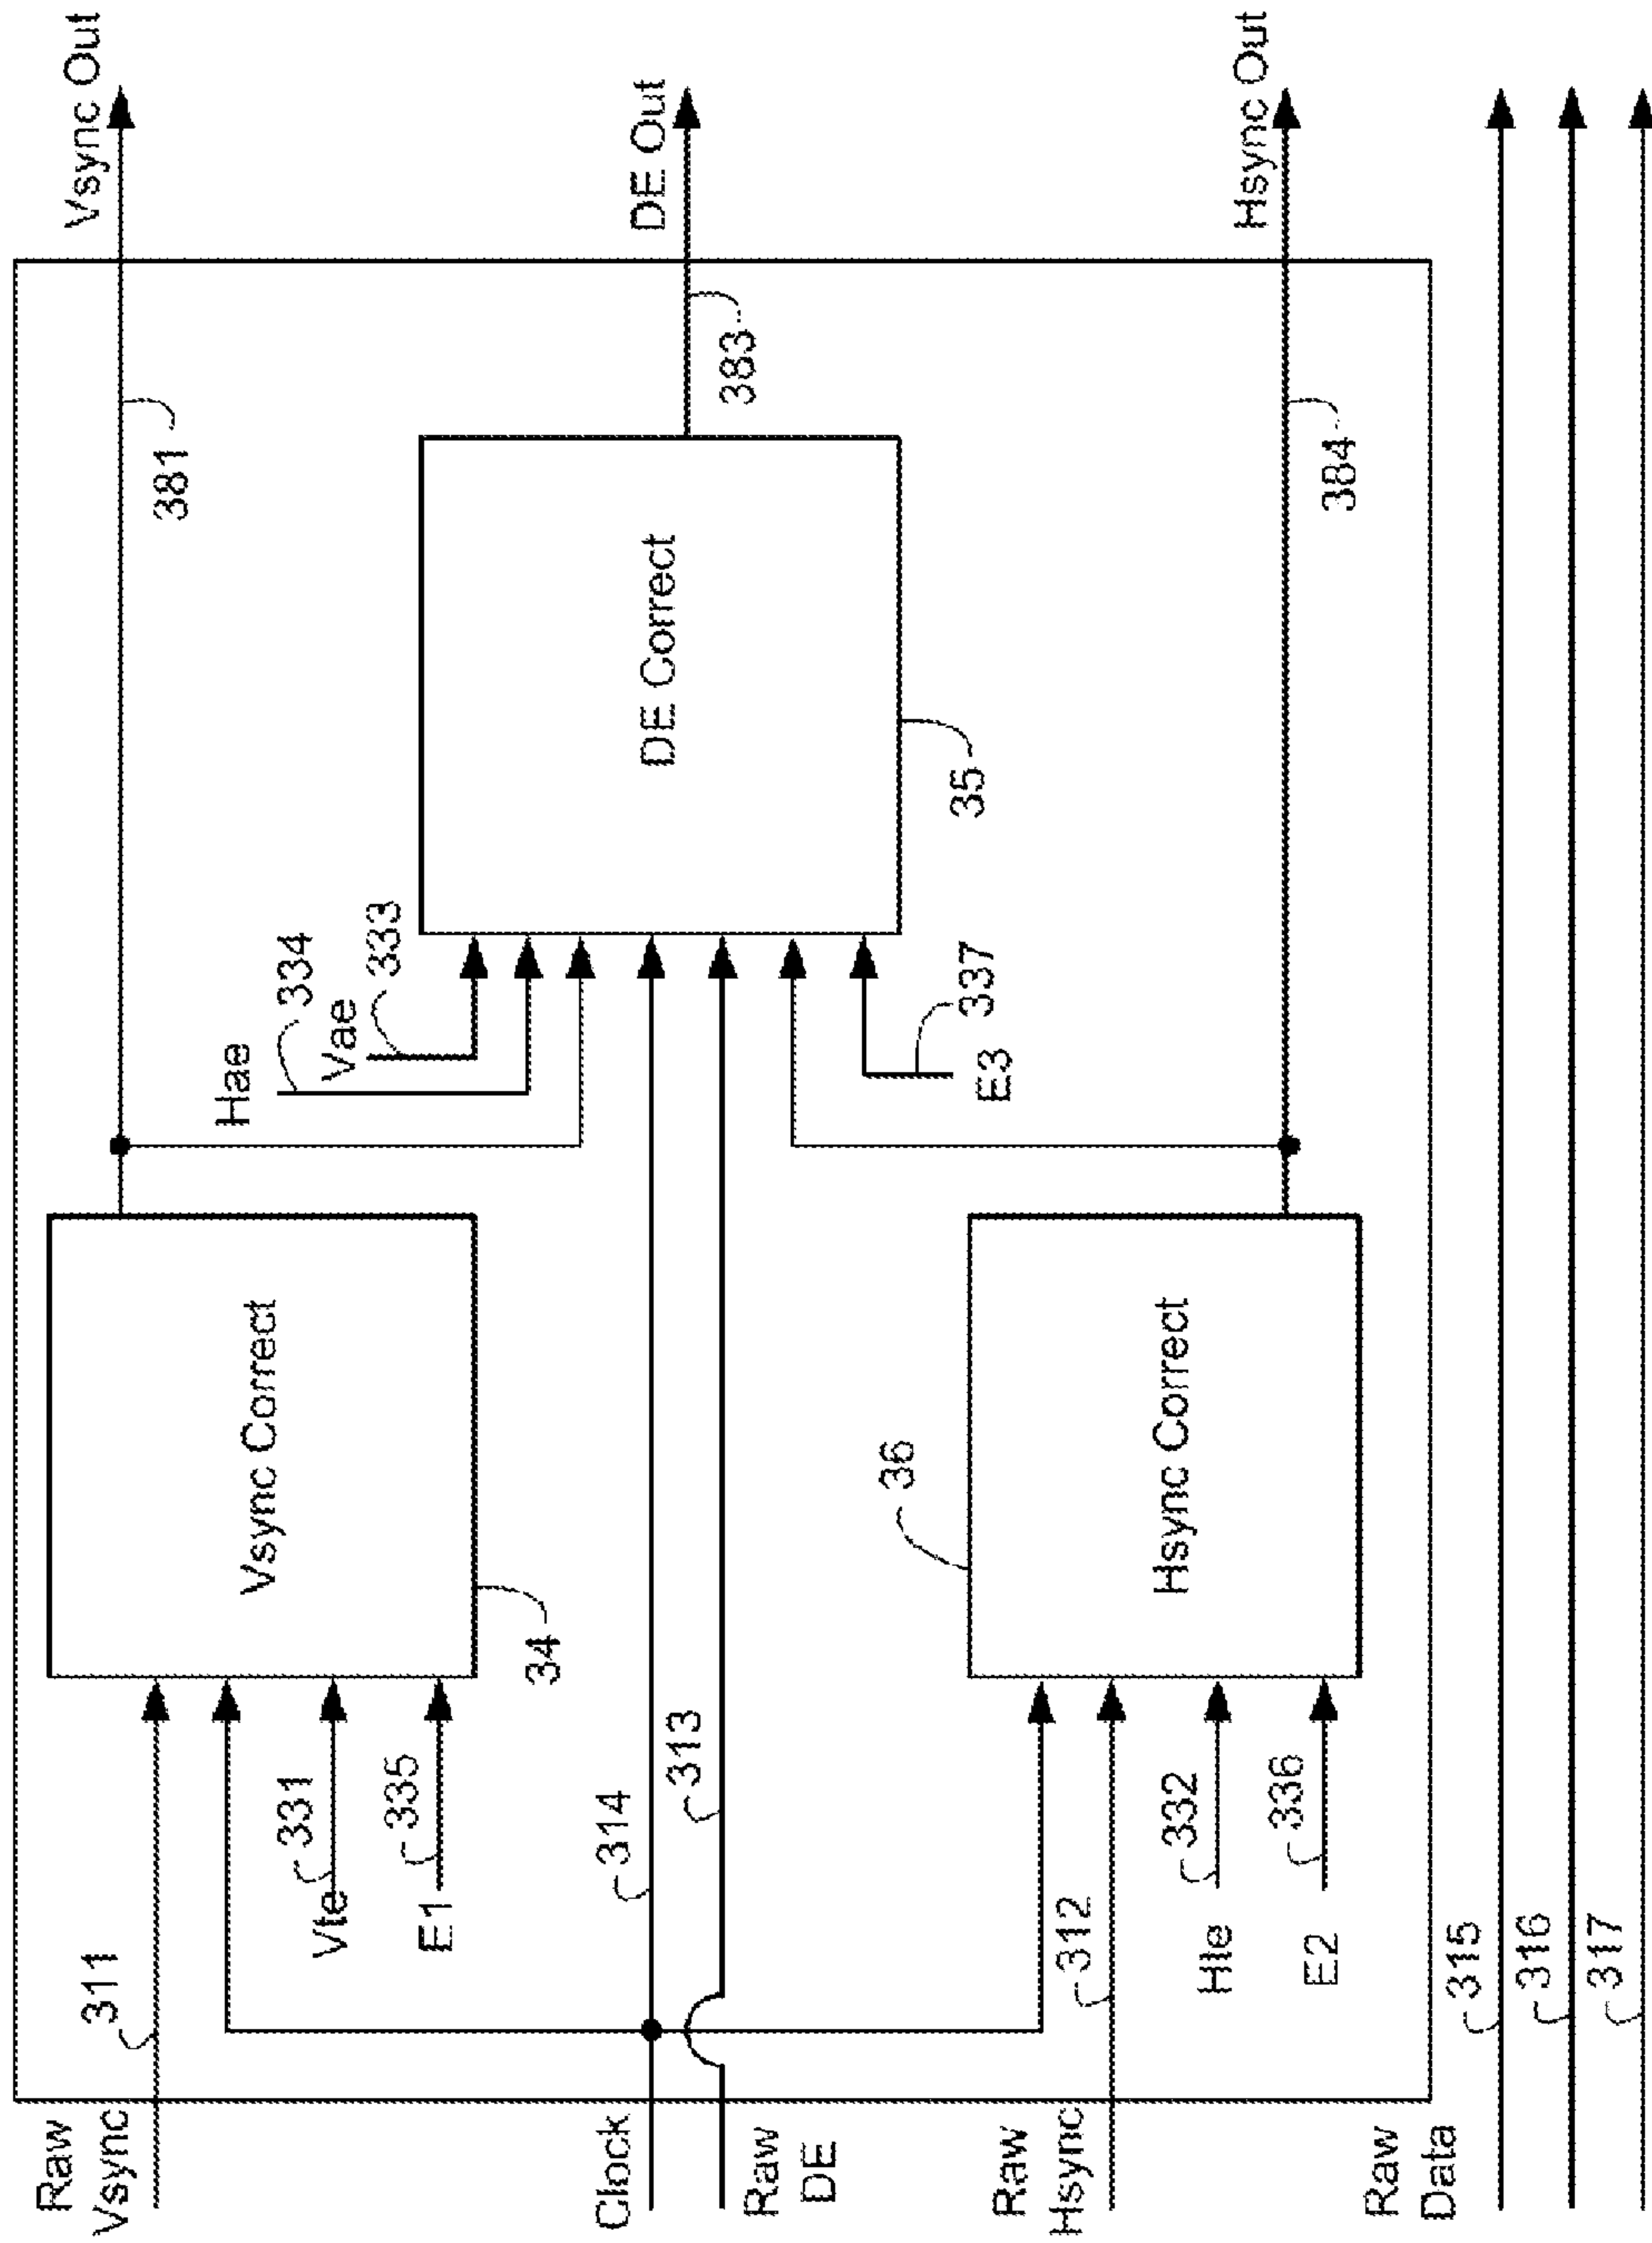 Raw
Vsync
311
Vte
331
E1
335
Vsync Correct
34
381
Vsync Out
Hae
334
Vae
333
Clock
314
313
Raw
DE
DE Correct
35
383
DE Out
E3
337
Raw
Hsync
312
Hle
332
E2
336
Hsync Correct
36
384
Hsync Out
Raw
Data
315
316
317